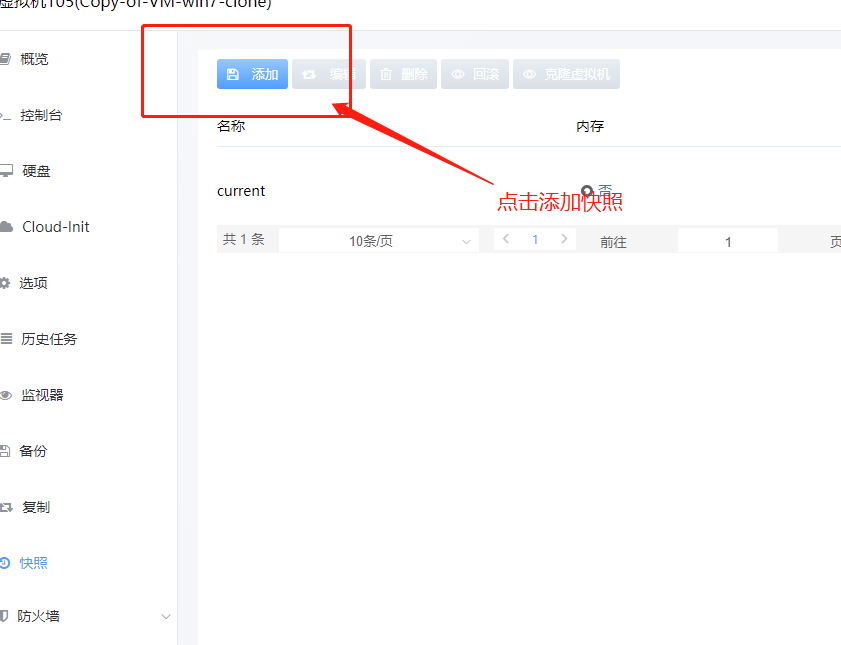 虚拟机105(Copy-of-VM-win7-clone)
概览
控制台
硬盘
Cloud-Init
选项
历史任务
监视器
备份
复制
快照
防火墙
添加 编辑 删除 回滚 克隆虚拟机
名称 内存
current 否
点击添加快照
共 1 条 10条/页 1 前往 1 页